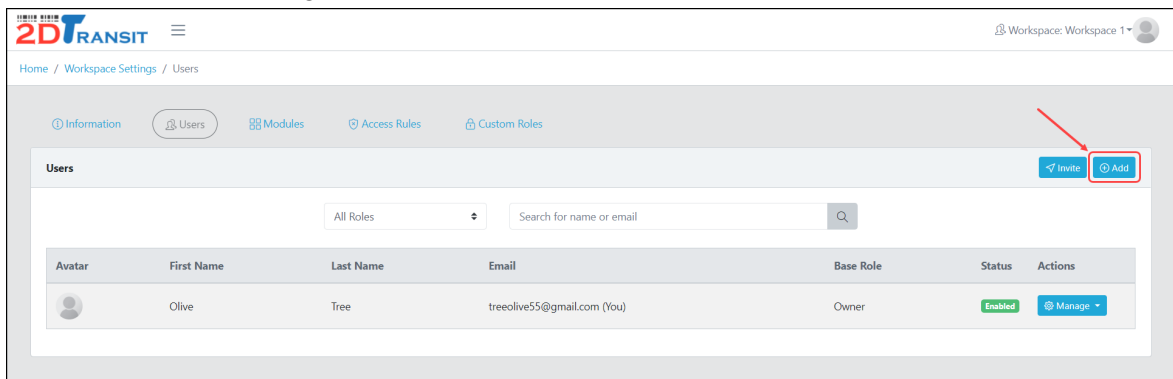 2DTRANSIT
Workspace: Workspace 1
Home / Workspace Settings / Users
Information Users Modules Access Rules Custom Roles
Users Invite Add
All Roles Search for name or email
Avatar First Name Last Name Email Base Role Status Actions
Olive Tree treeolive55@gmail.com (You) Owner Enabled Manage